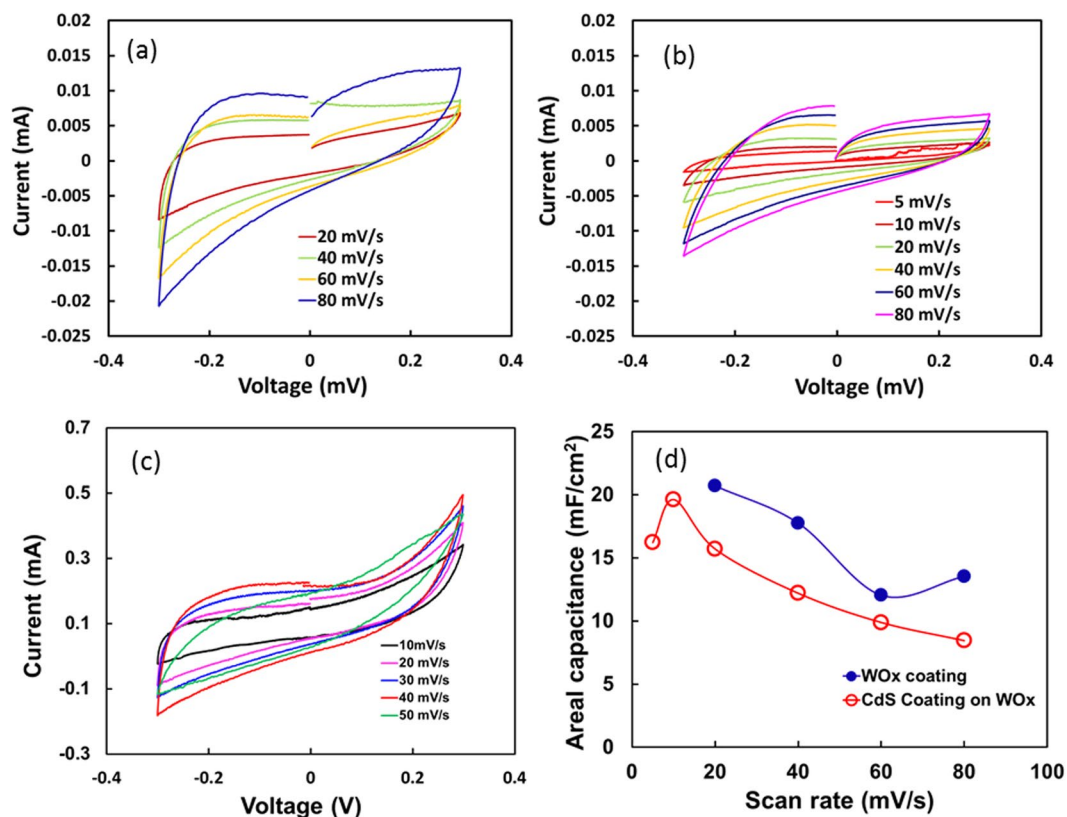 (a)
0.02
0.015
0.01
0.005
0
-0.005
-0.01
-0.015
-0.02
-0.025
Current (mA)
20 mV/s
40 mV/s
60 mV/s
80 mV/s
-0.4
-0.2
0
0.2
0.4
Voltage (mV)
(b)
0.02
0.015
0.01
0.005
0
-0.005
-0.01
-0.015
-0.02
-0.025
Current (mA)
5 mV/s
10 mV/s
20 mV/s
40 mV/s
60 mV/s
80 mV/s
-0.4
-0.2
0
0.2
0.4
Voltage (mV)
(c)
0.7
0.5
0.3
0.1
-0.1
-0.3
Current (mA)
10mV/s
20 mV/s
30 mV/s
40 mV/s
50 mV/s
-0.4
-0.2
0
0.2
0.4
Voltage (V)
(d)
25
20
15
10
5
0
Areal capacitance (mF/cm²)
WOx coating
CdS Coating on WOx
0
20
40
60
80
100
Scan rate (mV/s)